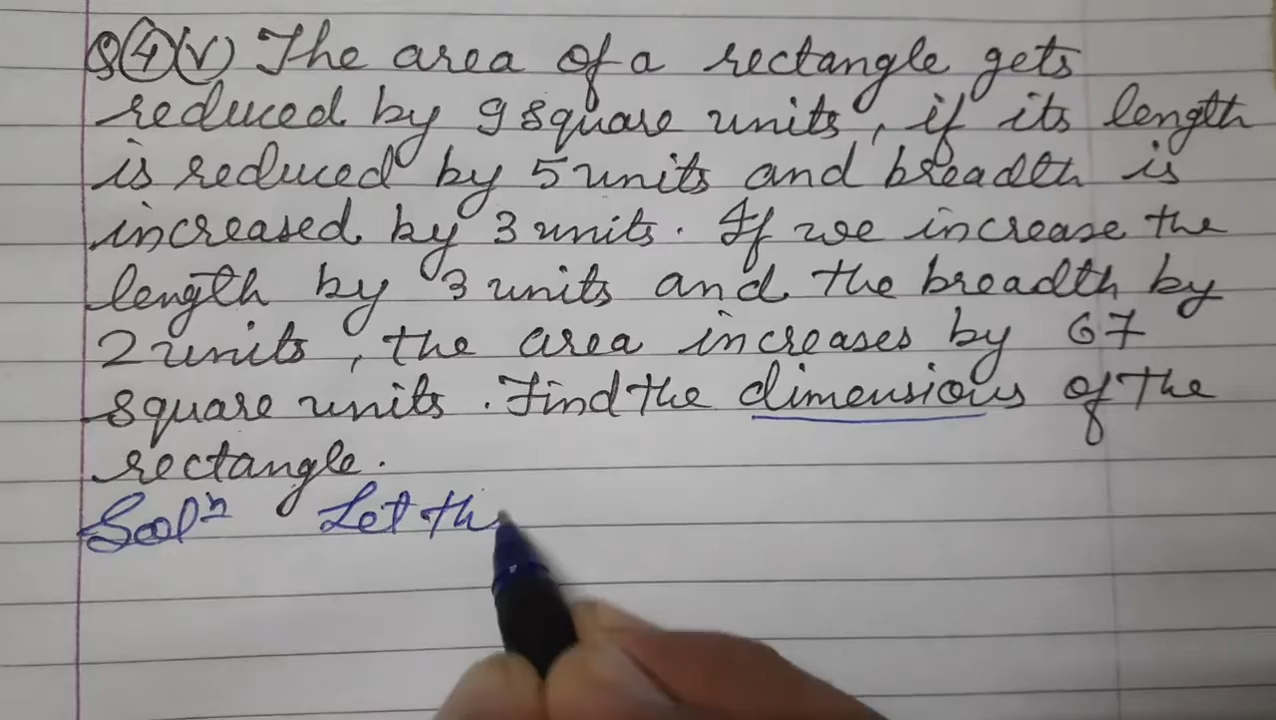 Q④(v) The area of a rectangle gets
reduced by 9 square units, if its length
is reduced by 5 units and breadth is
increased by 3 units. If we increase the
length by 3 units and the breadth by
2 units, the area increases by 67
square units. Find the dimensions of the
rectangle.
Solⁿ Let th